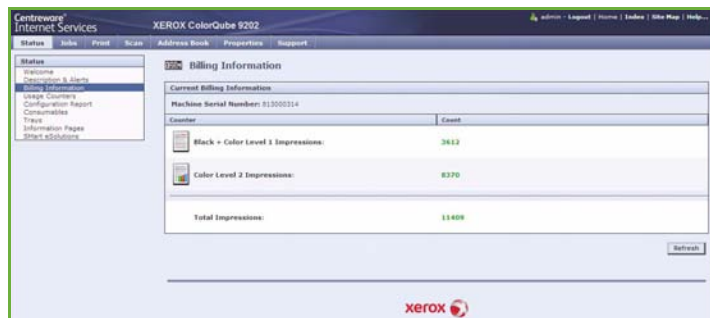 Centreware®
Internet Services
XEROX ColorQube 9202
admin - Logout | Home | Index | Site Map | Help...
Status Jobs Print Scan Address Book Properties Support
Status
Welcome
Description & Alerts
Billing Information
Usage Counters
Configuration Report
Consumables
Trays
Information Pages
SMart eSolutions
Billing Information
Current Billing Information
Machine Serial Number: 813000314
Counter Count
Black + Color Level 1 Impressions: 3612
Color Level 2 Impressions: 8370
Total Impressions: 11409
Refresh
xerox